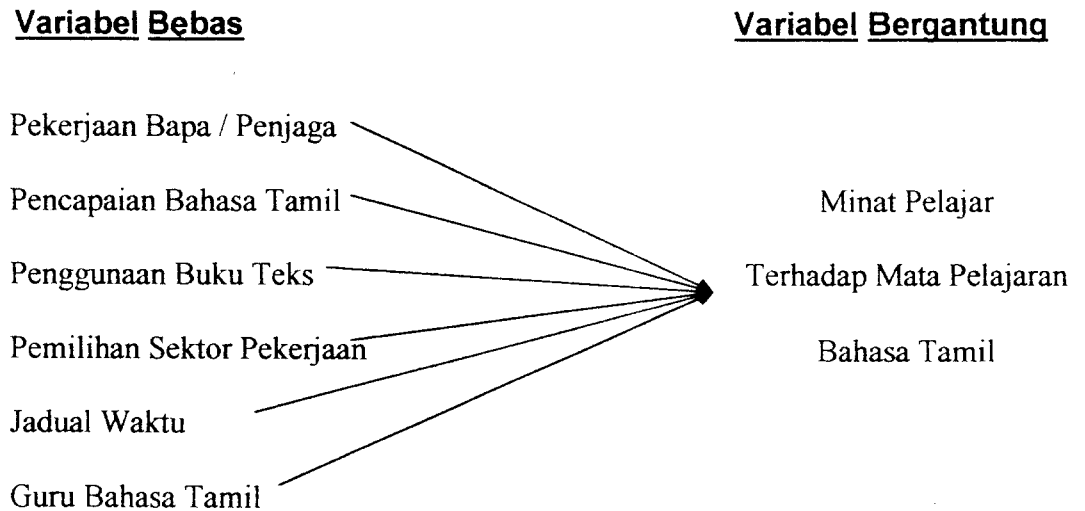 Variabel Bebas
Variabel Bergantung
Pekerjaan Bapa / Penjaga
Pencapaian Bahasa Tamil
Penggunaan Buku Teks
Pemilihan Sektor Pekerjaan
Jadual Waktu
Guru Bahasa Tamil
Minat Pelajar
Terhadap Mata Pelajaran
Bahasa Tamil